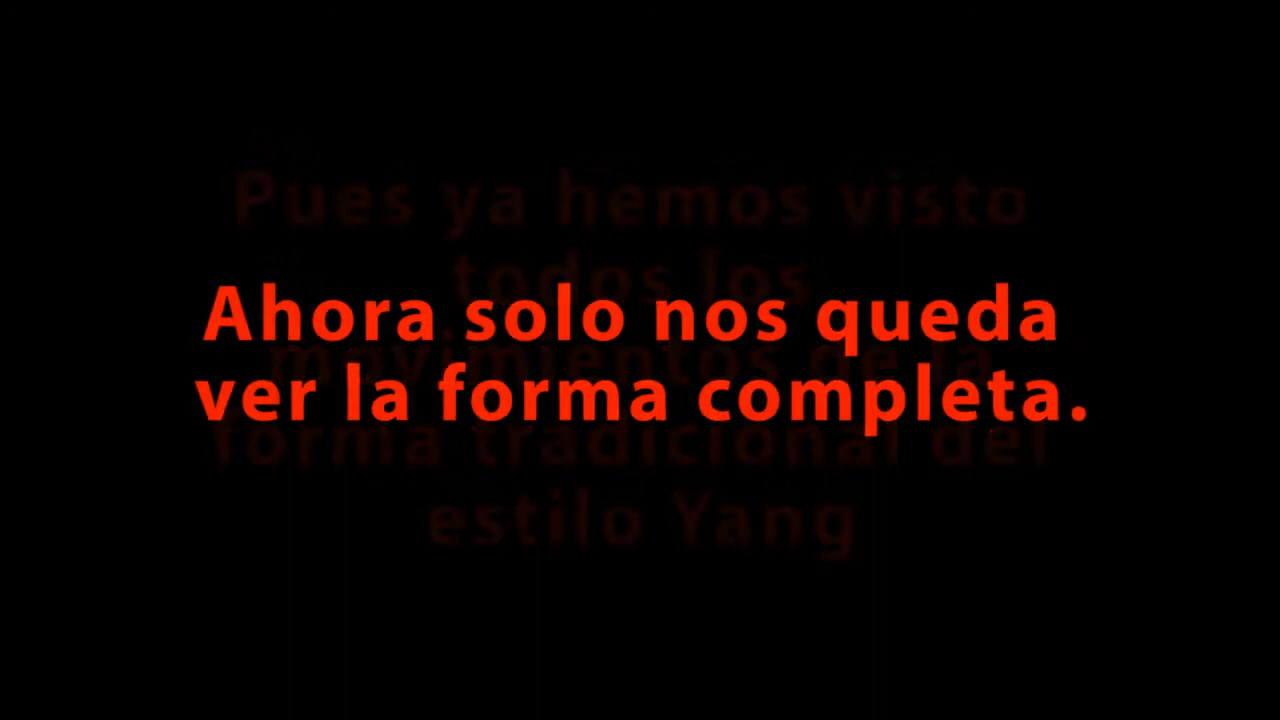 Pues ya hemos visto
todos los
Ahora solo nos queda
movimientos de la
ver la forma completa.
forma tradicional del
estilo Yang